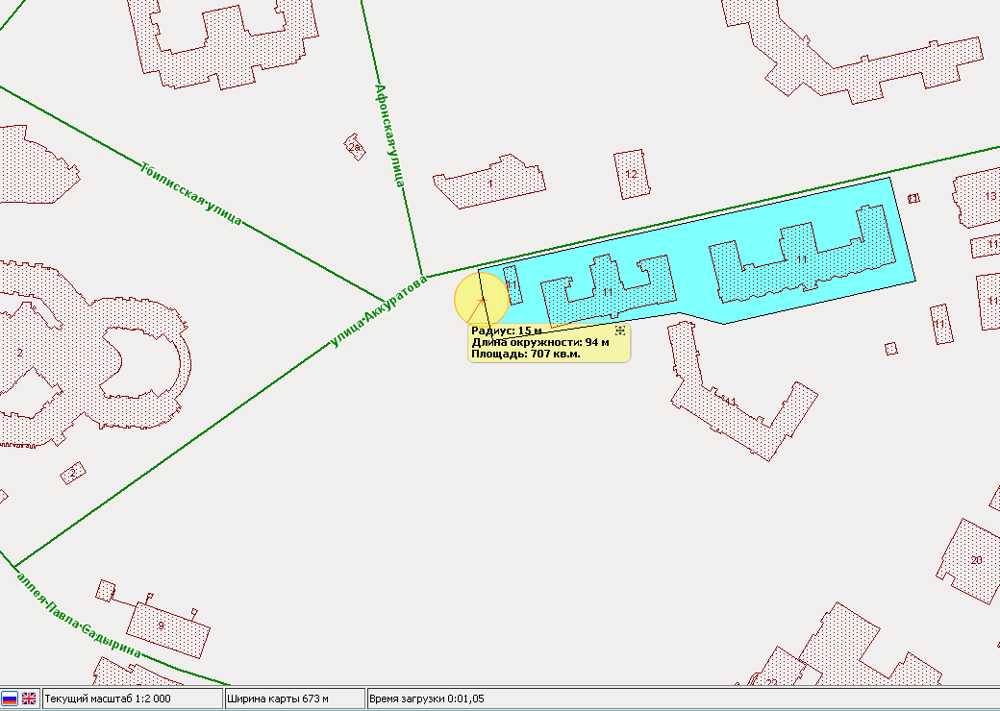 Афонская улица
2а
Тбилисская улица
1
12
11
13
11
11
11
11
улица Аккуратова
11
11
Радиус: 15 м
Длина окружности: 94 м
Площадь: 707 кв.м.
2
41
2
20
аллея Павла Садырина
9
22
Текущий масштаб 1:2 000
Ширина карты 673 м
Время загрузки 0:01,05